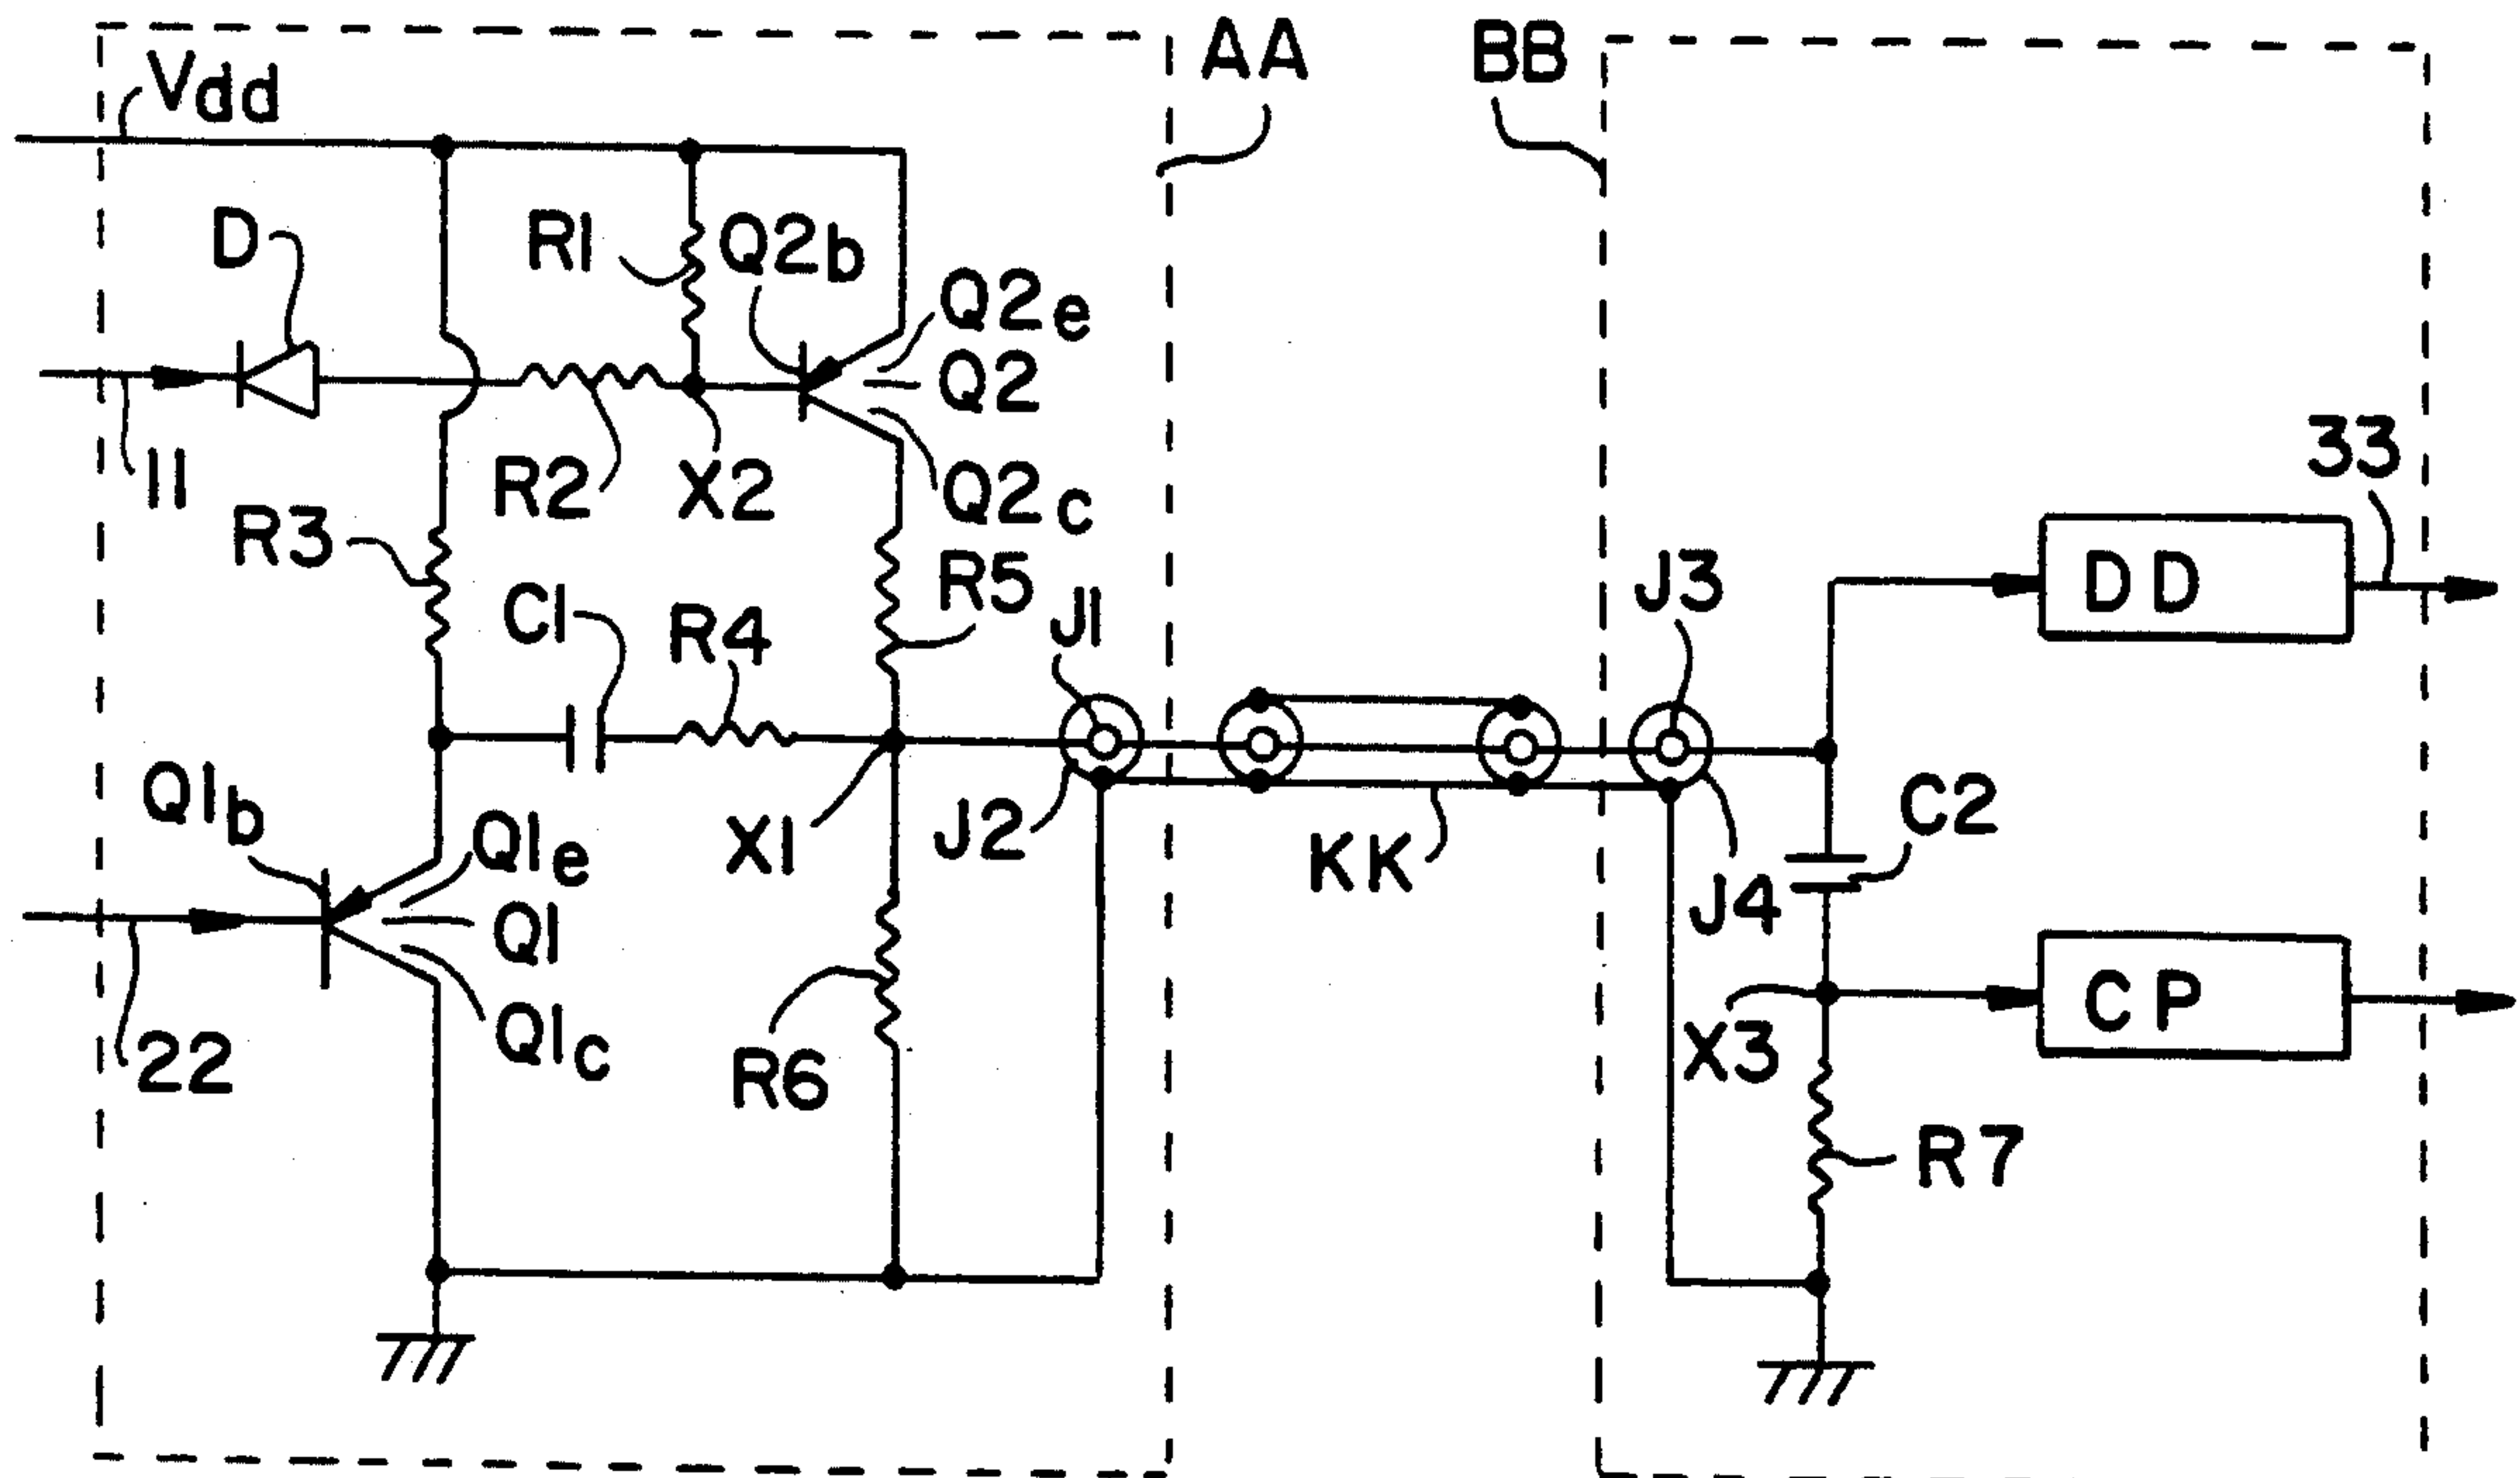 AA
BB
Vdd
D
R1
Q2b
Q2e
Q2
11
R2
X2
Q2c
33
R3
R5
J1
J3
DD
C1
R4
Q1b
Q1e
X1
J2
KK
C2
J4
Q1
22
Q1c
R6
X3
CP
R7